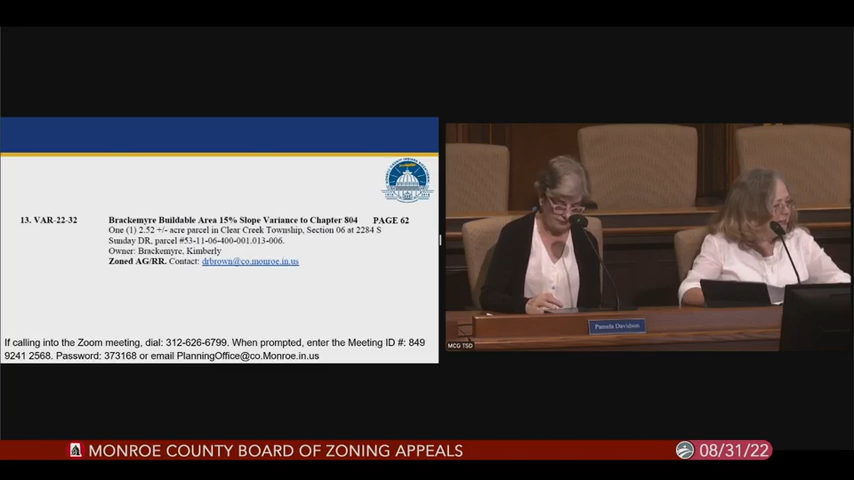 13. VAR-22-32 Brackemyre Buildable Area 15% Slope Variance to Chapter 804 PAGE 62
One (1) 2.52 +/- acre parcel in Clear Creek Township, Section 06 at 2284 S
Sunday DR, parcel #53-11-06-400-001.013-006.
Owner: Brackemyre, Kimberly
Zoned AG/RR. Contact: drbrown@co.monroe.in.us
If calling into the Zoom meeting, dial: 312-626-6799. When prompted, enter the Meeting ID #: 849
9241 2568. Password: 373168 or email PlanningOffice@co.Monroe.in.us
Pamela Davidson
MCG TSD
MONROE COUNTY BOARD OF ZONING APPEALS
08/31/22